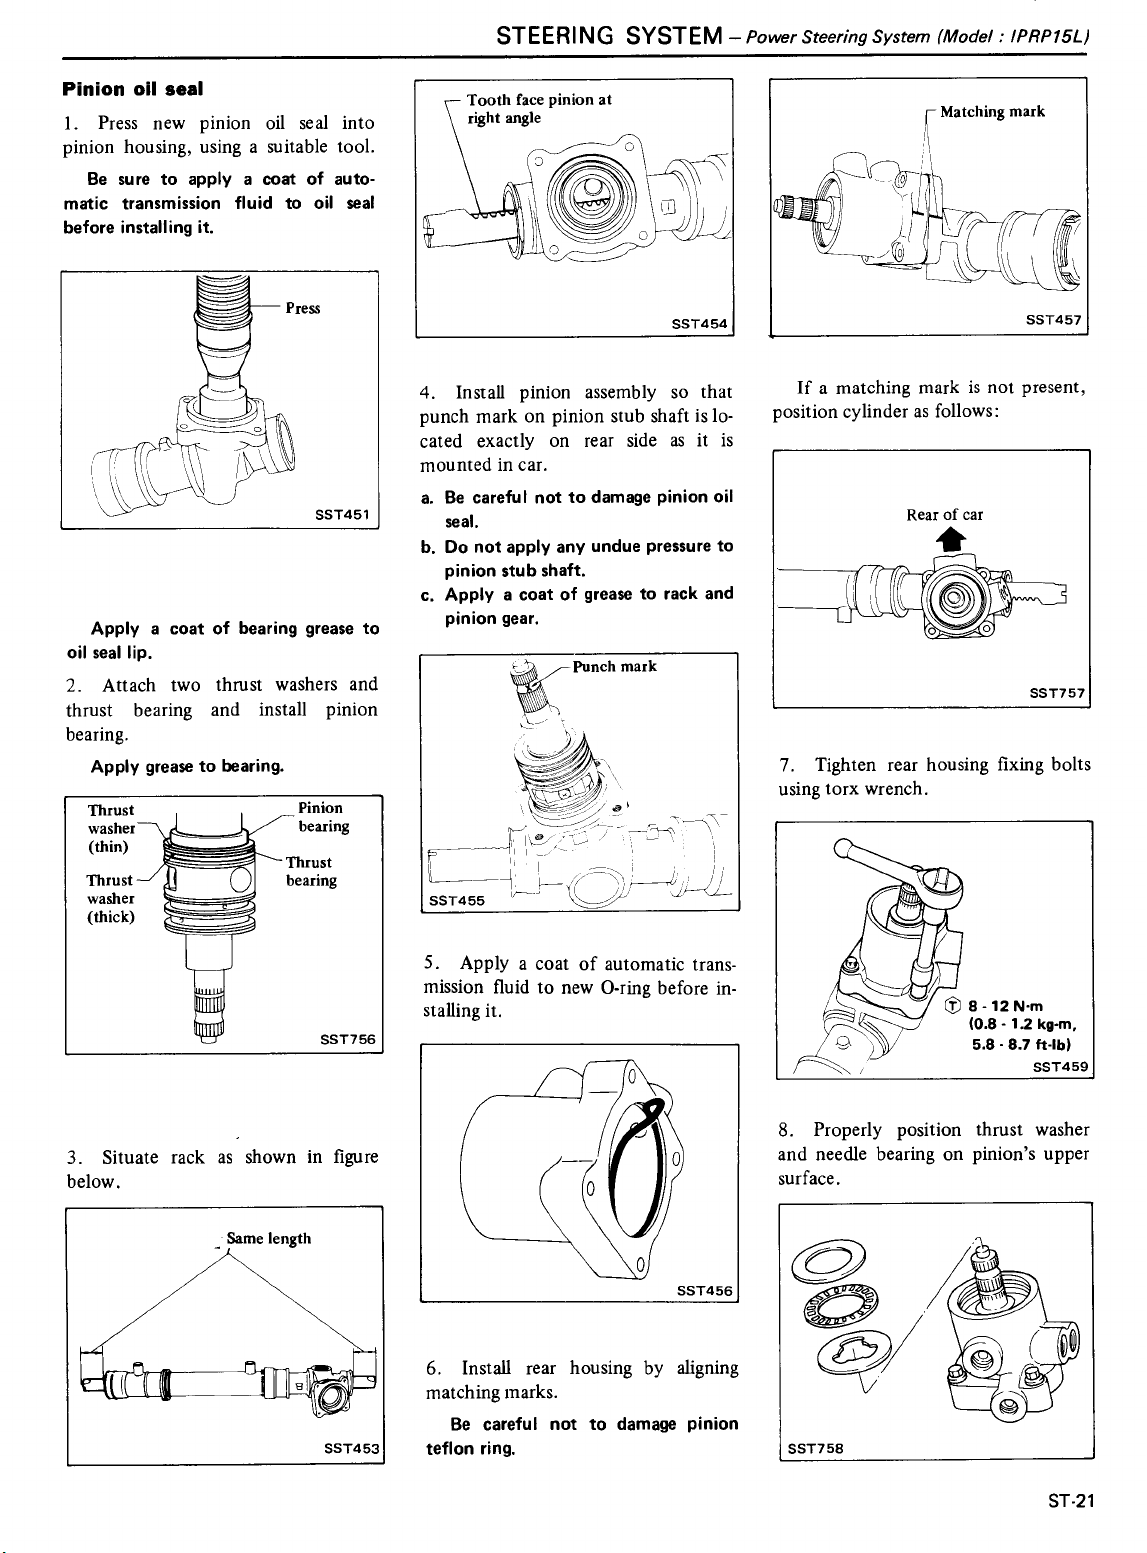 STEERING SYSTEM – Power Steering System (Model : IPRP15L)
Pinion oil seal
1. Press new pinion oil seal into
pinion housing, using a suitable tool.
Be sure to apply a coat of auto-
matic transmission fluid to oil seal
before installing it.
Press
SST451
Apply a coat of bearing grease to
oil seal lip.
2. Attach two thrust washers and
thrust bearing and install pinion
bearing.
Apply grease to bearing.
Thrust
washer
(thin)
Thrust
washer
(thick)
Pinion
bearing
Thrust
bearing
SST756
3. Situate rack as shown in figure
below.
Same length
SST453
Tooth face pinion at
right angle
SST454
4. Install pinion assembly so that
punch mark on pinion stub shaft is lo-
cated exactly on rear side as it is
mounted in car.
a. Be careful not to damage pinion oil
seal.
b. Do not apply any undue pressure to
pinion stub shaft.
c. Apply a coat of grease to rack and
pinion gear.
Punch mark
SST455
5. Apply a coat of automatic trans-
mission fluid to new O-ring before in-
stalling it.
SST456
6. Install rear housing by aligning
matching marks.
Be careful not to damage pinion
teflon ring.
Matching mark
SST457
If a matching mark is not present,
position cylinder as follows:
Rear of car
SST757
7. Tighten rear housing fixing bolts
using torx wrench.
T 8 - 12 N·m
(0.8 - 1.2 kg-m,
5.8 - 8.7 ft-lb)
SST459
8. Properly position thrust washer
and needle bearing on pinion's upper
surface.
SST758
ST-21